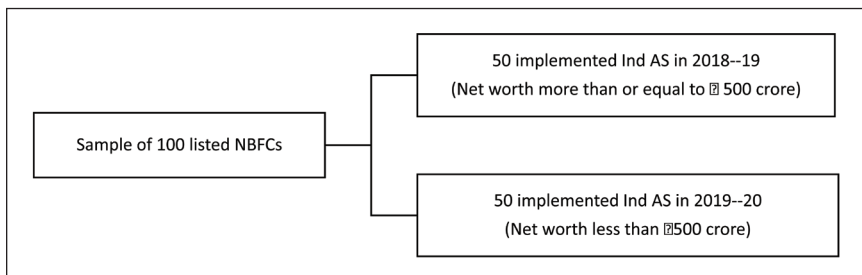 50 implemented Ind AS in 2018--19
(Net worth more than or equal to ⍰ 500 crore)
Sample of 100 listed NBFCs
50 implemented Ind AS in 2019--20
(Net worth less than ⍰500 crore)